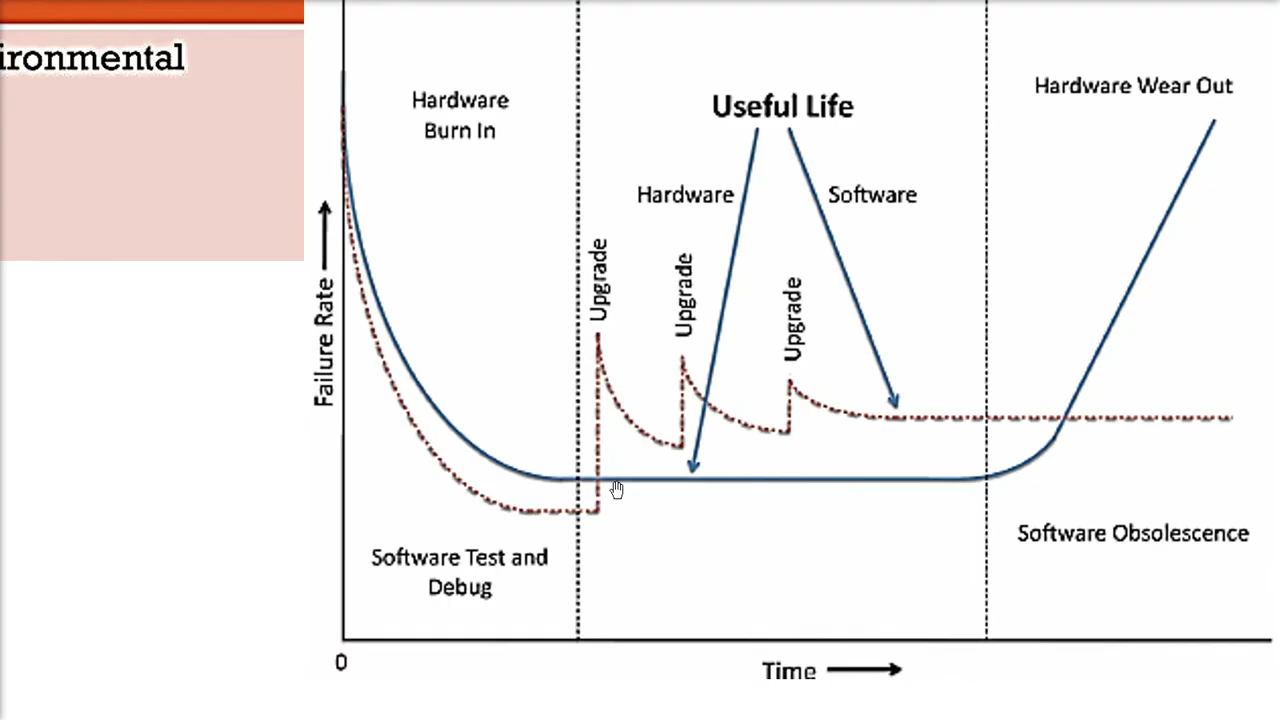 ironmental
Hardware
Burn In
Useful Life
Hardware Wear Out
Hardware
Software
Upgrade
Upgrade
Upgrade
Failure Rate
Software Test and
Debug
Software Obsolescence
0
Time